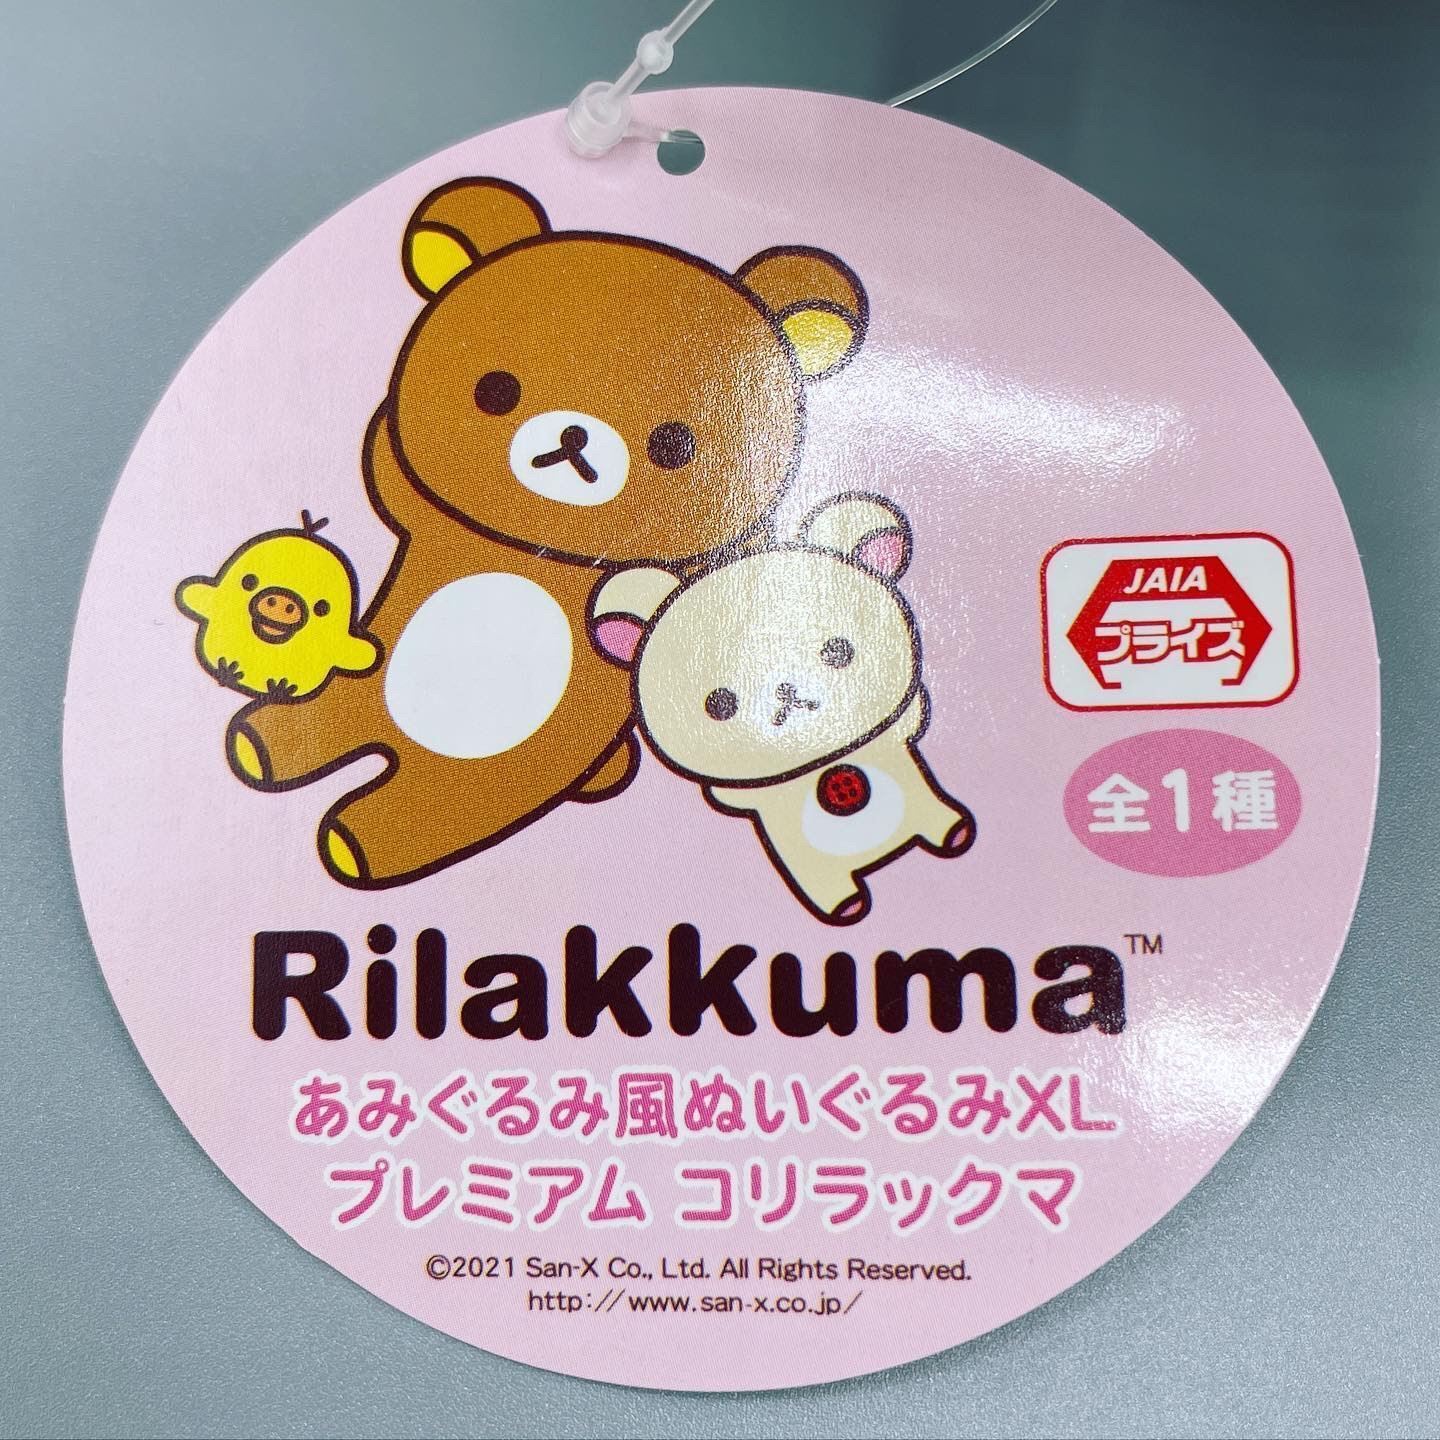 JAIA
プライズ
全1種
Rilakkuma™
あみぐるみ風ぬいぐるみXL
プレミアム コリラックマ
©2021 San-X Co., Ltd. All Rights Reserved.
http://www.san-x.co.jp/